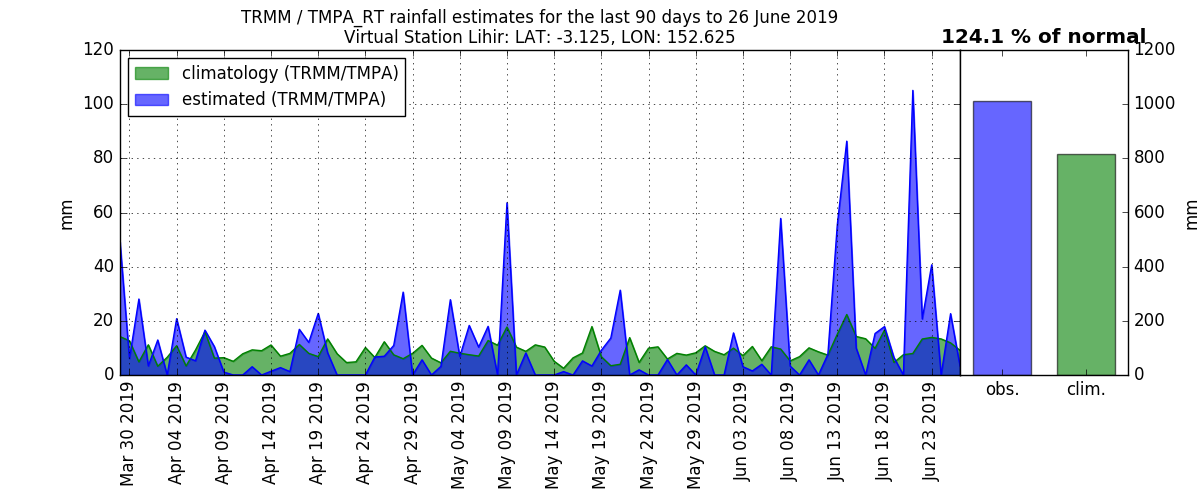 TRMM / TMPA_RT rainfall estimates for the last 90 days to 26 June 2019
Virtual Station Lihir: LAT: -3.125, LON: 152.625
124.1 % of normal
climatology (TRMM/TMPA)
estimated (TRMM/TMPA)
mm
120
100
80
60
40
20
0
Mar 30 2019
Apr 04 2019
Apr 09 2019
Apr 14 2019
Apr 19 2019
Apr 24 2019
Apr 29 2019
May 04 2019
May 09 2019
May 14 2019
May 19 2019
May 24 2019
May 29 2019
Jun 03 2019
Jun 08 2019
Jun 13 2019
Jun 18 2019
Jun 23 2019
obs.
clim.
1200
1000
800
600
400
200
0
mm